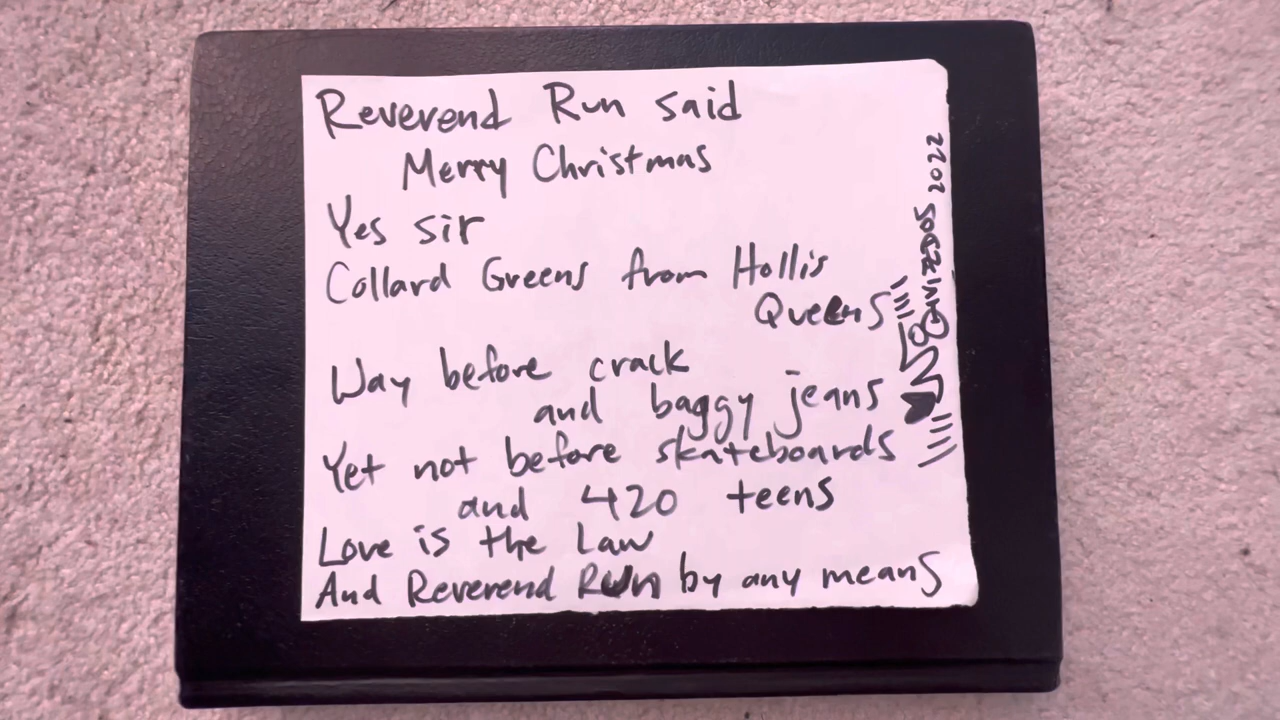 Reverend Run said
Merry Christmas
Yes sir
Collard Greens from Hollis
Queens
Way before crack
and baggy jeans
Yet not before skateboards
and 420 teens
Love is the Law
And Reverend Run by any means
2022